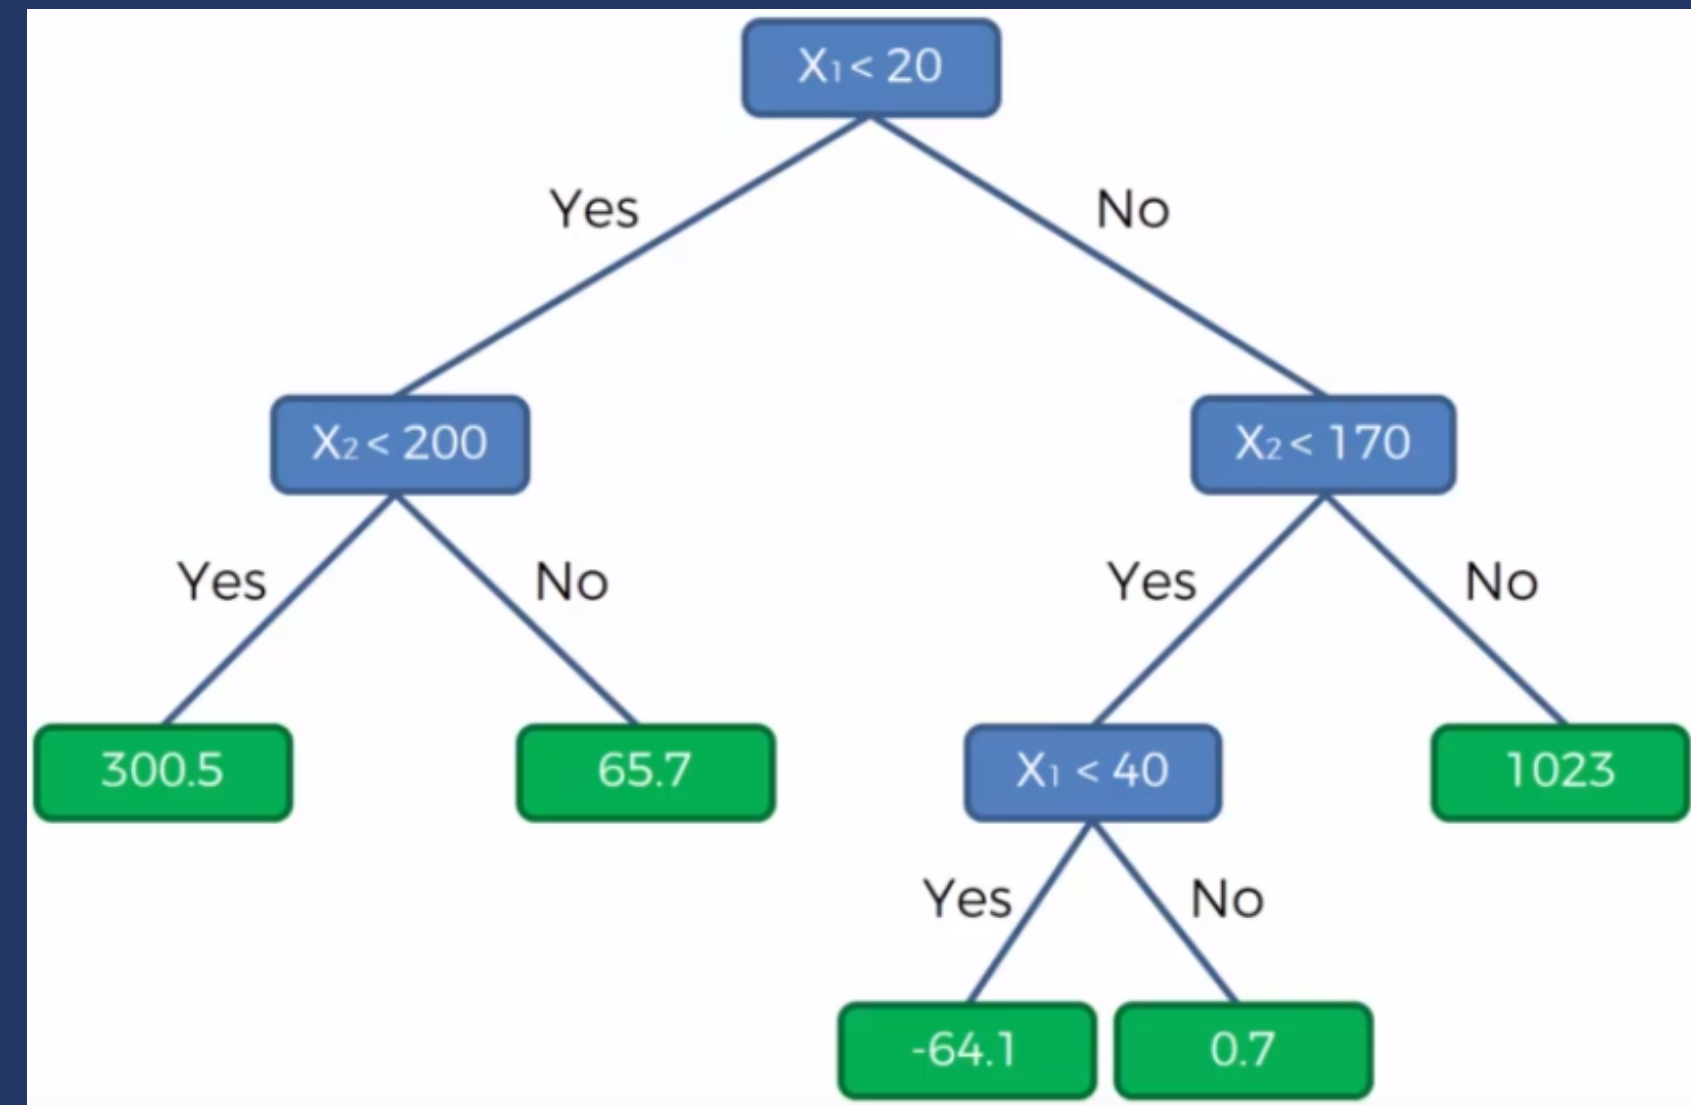 X₁ < 20
Yes
No
X₂ < 200
X₂ < 170
Yes
No
Yes
No
300.5
65.7
X₁ < 40
1023
Yes
No
-64.1
0.7